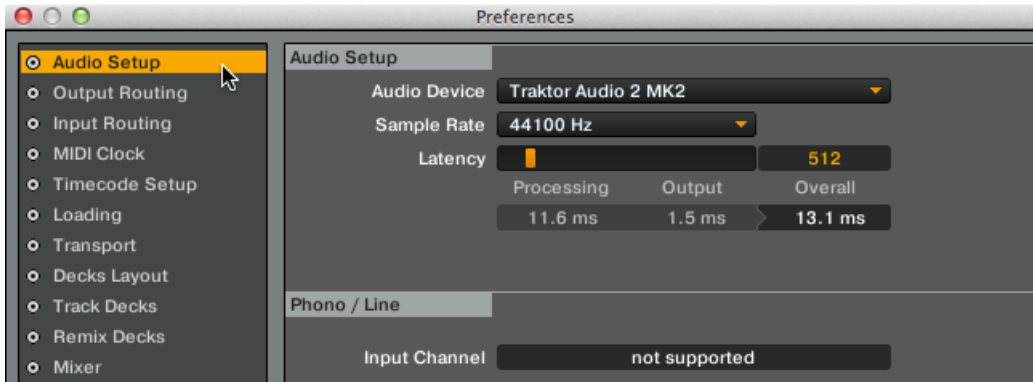 Preferences
Audio Setup
Output Routing
Input Routing
MIDI Clock
Timecode Setup
Loading
Transport
Decks Layout
Track Decks
Remix Decks
Mixer
Audio Setup
Audio Device Traktor Audio 2 MK2
Sample Rate 44100 Hz
Latency 512
Processing Output Overall
11.6 ms 1.5 ms 13.1 ms
Phono / Line
Input Channel not supported